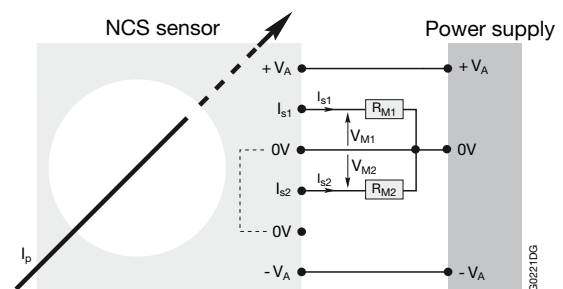 NCS sensor
Power supply
+ VA
+ VA
Is1
Is1
RM1
VM1
0V
0V
VM2
Is2
Is2
RM2
0V
Ip
- VA
- VA
G0221DG